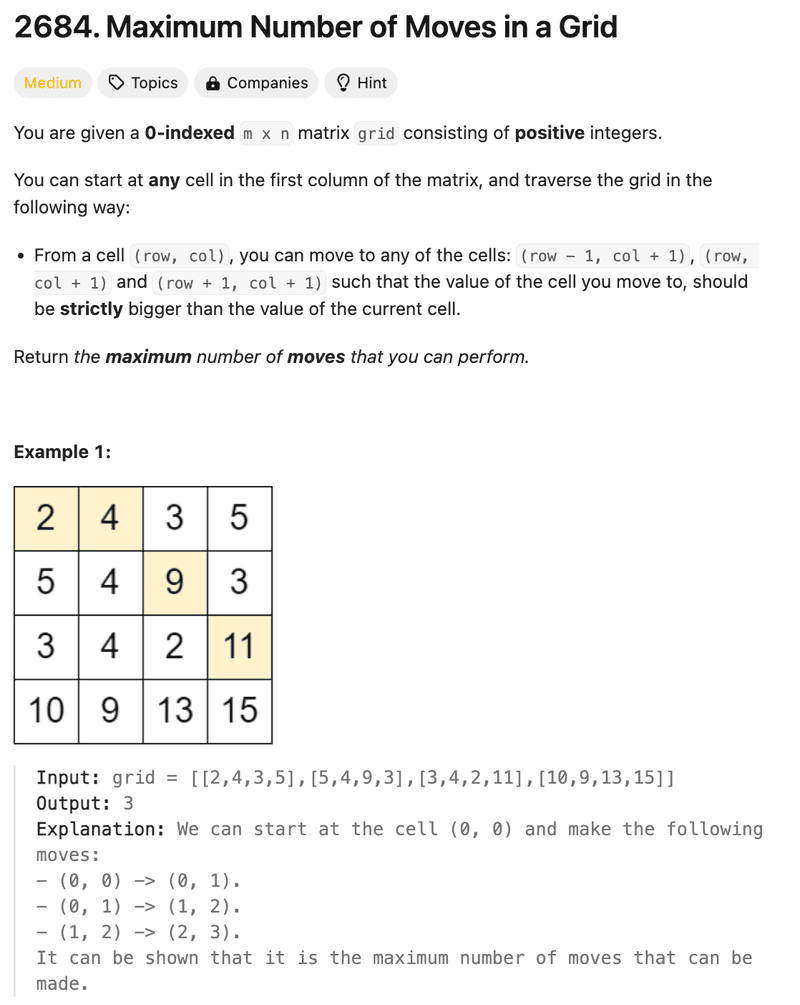 2684. Maximum Number of Moves in a Grid
Medium Topics Companies Hint
You are given a 0-indexed m x n matrix grid consisting of positive integers.
You can start at any cell in the first column of the matrix, and traverse the grid in the
following way:
• From a cell (row, col), you can move to any of the cells: (row - 1, col + 1), (row,
col + 1) and (row + 1, col + 1) such that the value of the cell you move to, should
be strictly bigger than the value of the current cell.
Return the maximum number of moves that you can perform.
Example 1:
2 4 3 5
5 4 9 3
3 4 2 11
10 9 13 15
Input: grid = [[2,4,3,5],[5,4,9,3],[3,4,2,11],[10,9,13,15]]
Output: 3
Explanation: We can start at the cell (0, 0) and make the following
moves:
- (0, 0) -> (0, 1).
- (0, 1) -> (1, 2).
- (1, 2) -> (2, 3).
It can be shown that it is the maximum number of moves that can be
made.